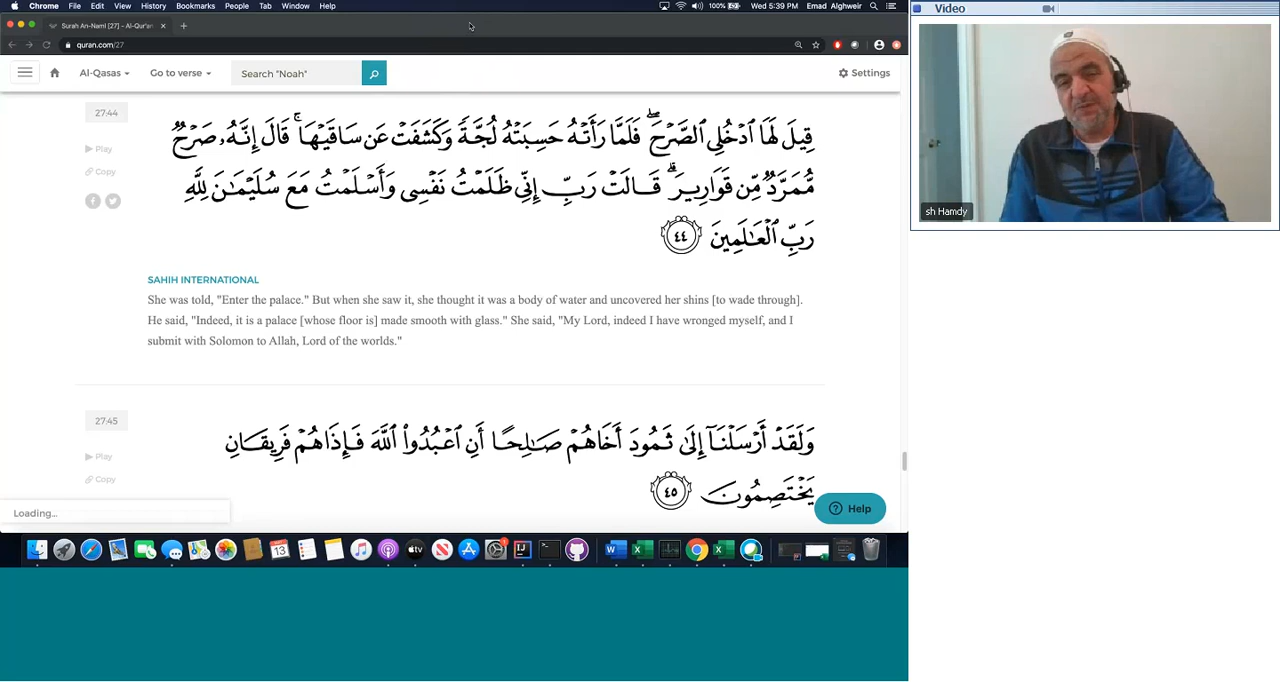 Chrome File Edit View History Bookmarks People Tab Window Help 100% Wed 5:39 PM Emad Alghweir
Surah An-Naml [27] - Al-Qur'an
quran.com/27
Al-Qasas Go to verse Search "Noah" Settings
27:44
Play
Copy
قِيلَ لَهَا ٱدْخُلِى ٱلصَّرْحَ ۖ فَلَمَّا رَأَتْهُ حَسِبَتْهُ لُجَّةً وَكَشَفَتْ عَن سَاقَيْهَا ۚ قَالَ إِنَّهُۥ صَرْحٌ
مُّمَرَّدٌ مِّن قَوَارِيرَ ۗ قَالَتْ رَبِّ إِنِّى ظَلَمْتُ نَفْسِى وَأَسْلَمْتُ مَعَ سُلَيْمَـٰنَ لِلَّهِ
رَبِّ ٱلْعَـٰلَمِينَ ٤٤
SAHIH INTERNATIONAL
She was told, "Enter the palace." But when she saw it, she thought it was a body of water and uncovered her shins [to wade through].
He said, "Indeed, it is a palace [whose floor is] made smooth with glass." She said, "My Lord, indeed I have wronged myself, and I
submit with Solomon to Allah, Lord of the worlds."
27:45
Play
Copy
وَلَقَدْ أَرْسَلْنَآ إِلَىٰ ثَمُودَ أَخَاهُمْ صَـٰلِحًا أَنِ ٱعْبُدُوا۟ ٱللَّهَ فَإِذَا هُمْ فَرِيقَانِ
يَخْتَصِمُونَ ٤٥
Loading...
Help
Video
sh Hamdy